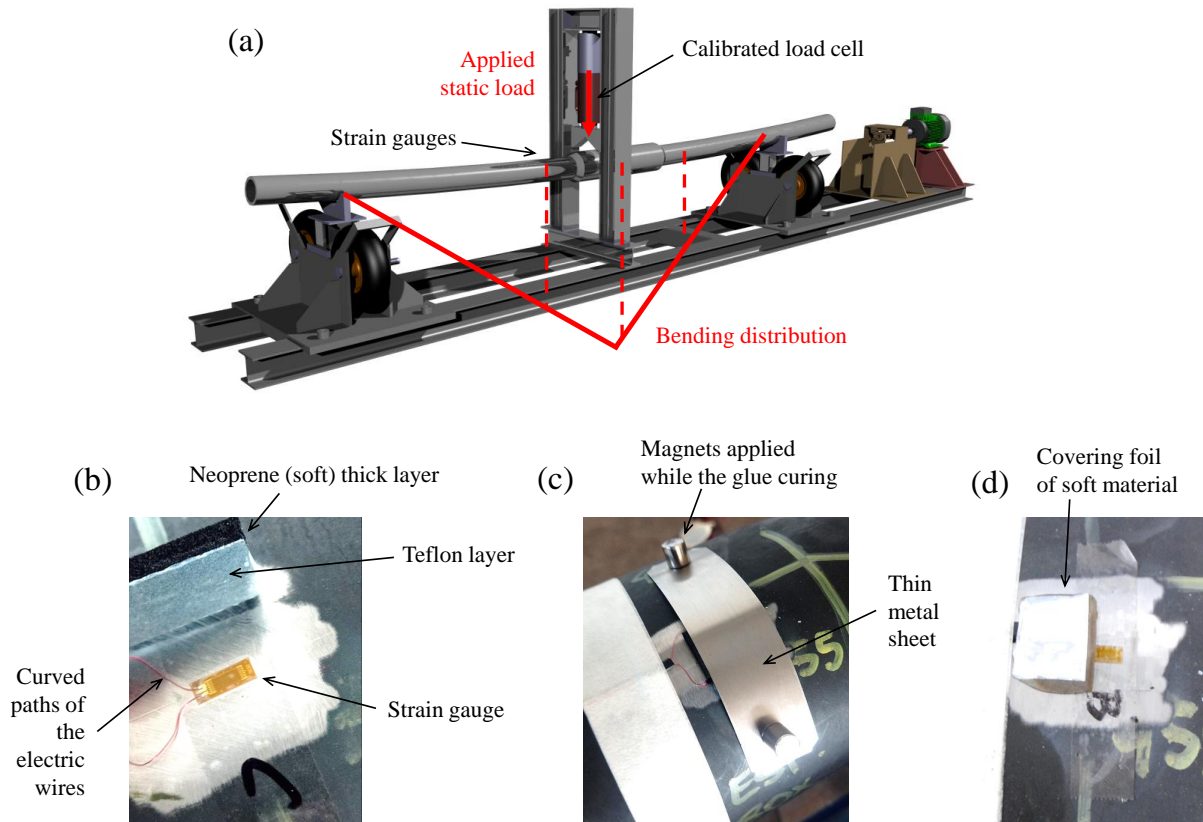 (a)
Calibrated load cell
Applied
static load
Strain gauges
Bending distribution
(b)
Neoprene (soft) thick layer
Teflon layer
Curved
paths of
the
electric
wires
Strain gauge
(c)
Magnets applied
while the glue curing
Thin
metal
sheet
55
(d)
Covering foil
of soft material